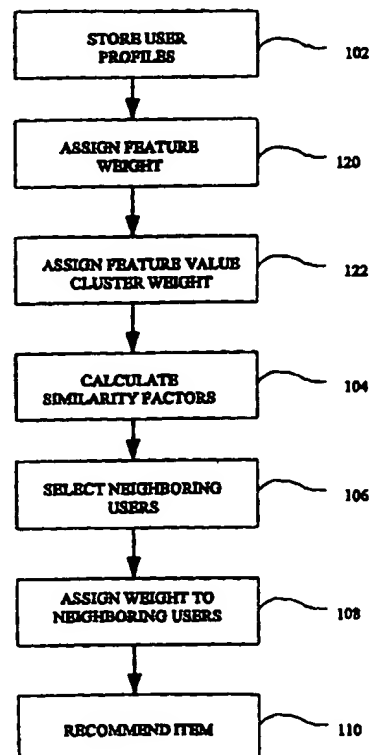 STORE USER
PROFILES
102
ASSIGN FEATURE
WEIGHT
120
ASSIGN FEATURE VALUE
CLUSTER WEIGHT
122
CALCULATE
SIMILARITY FACTORS
104
SELECT NEIGHBORING
USERS
106
ASSIGN WEIGHT TO
NEIGHBORING USERS
108
RECOMMEND ITEM
110